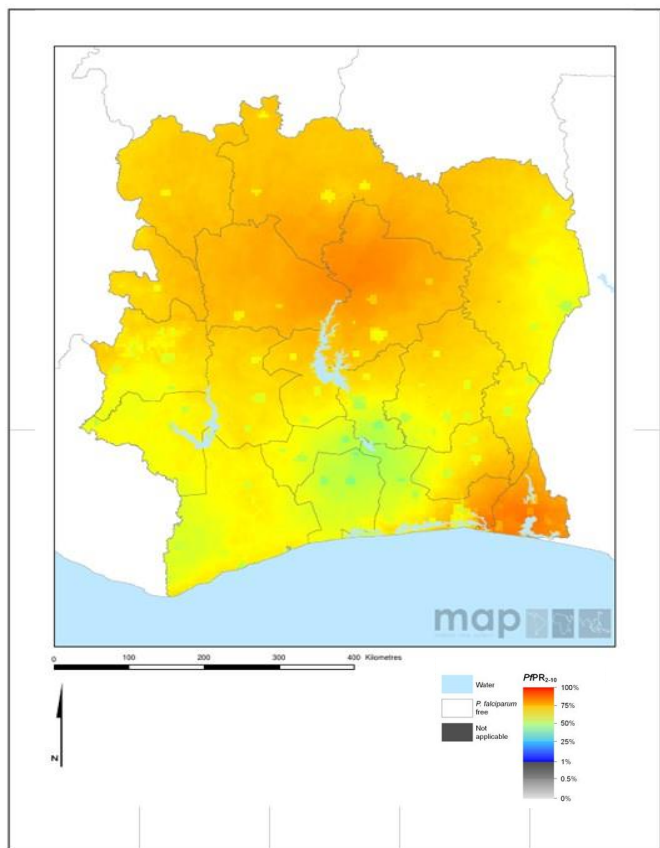 map
0 100 200 300 400 Kilometres
N
Water
P. falciparum
free
Not
applicable
PfPR2-10
100%
75%
50%
25%
1%
0.5%
0%